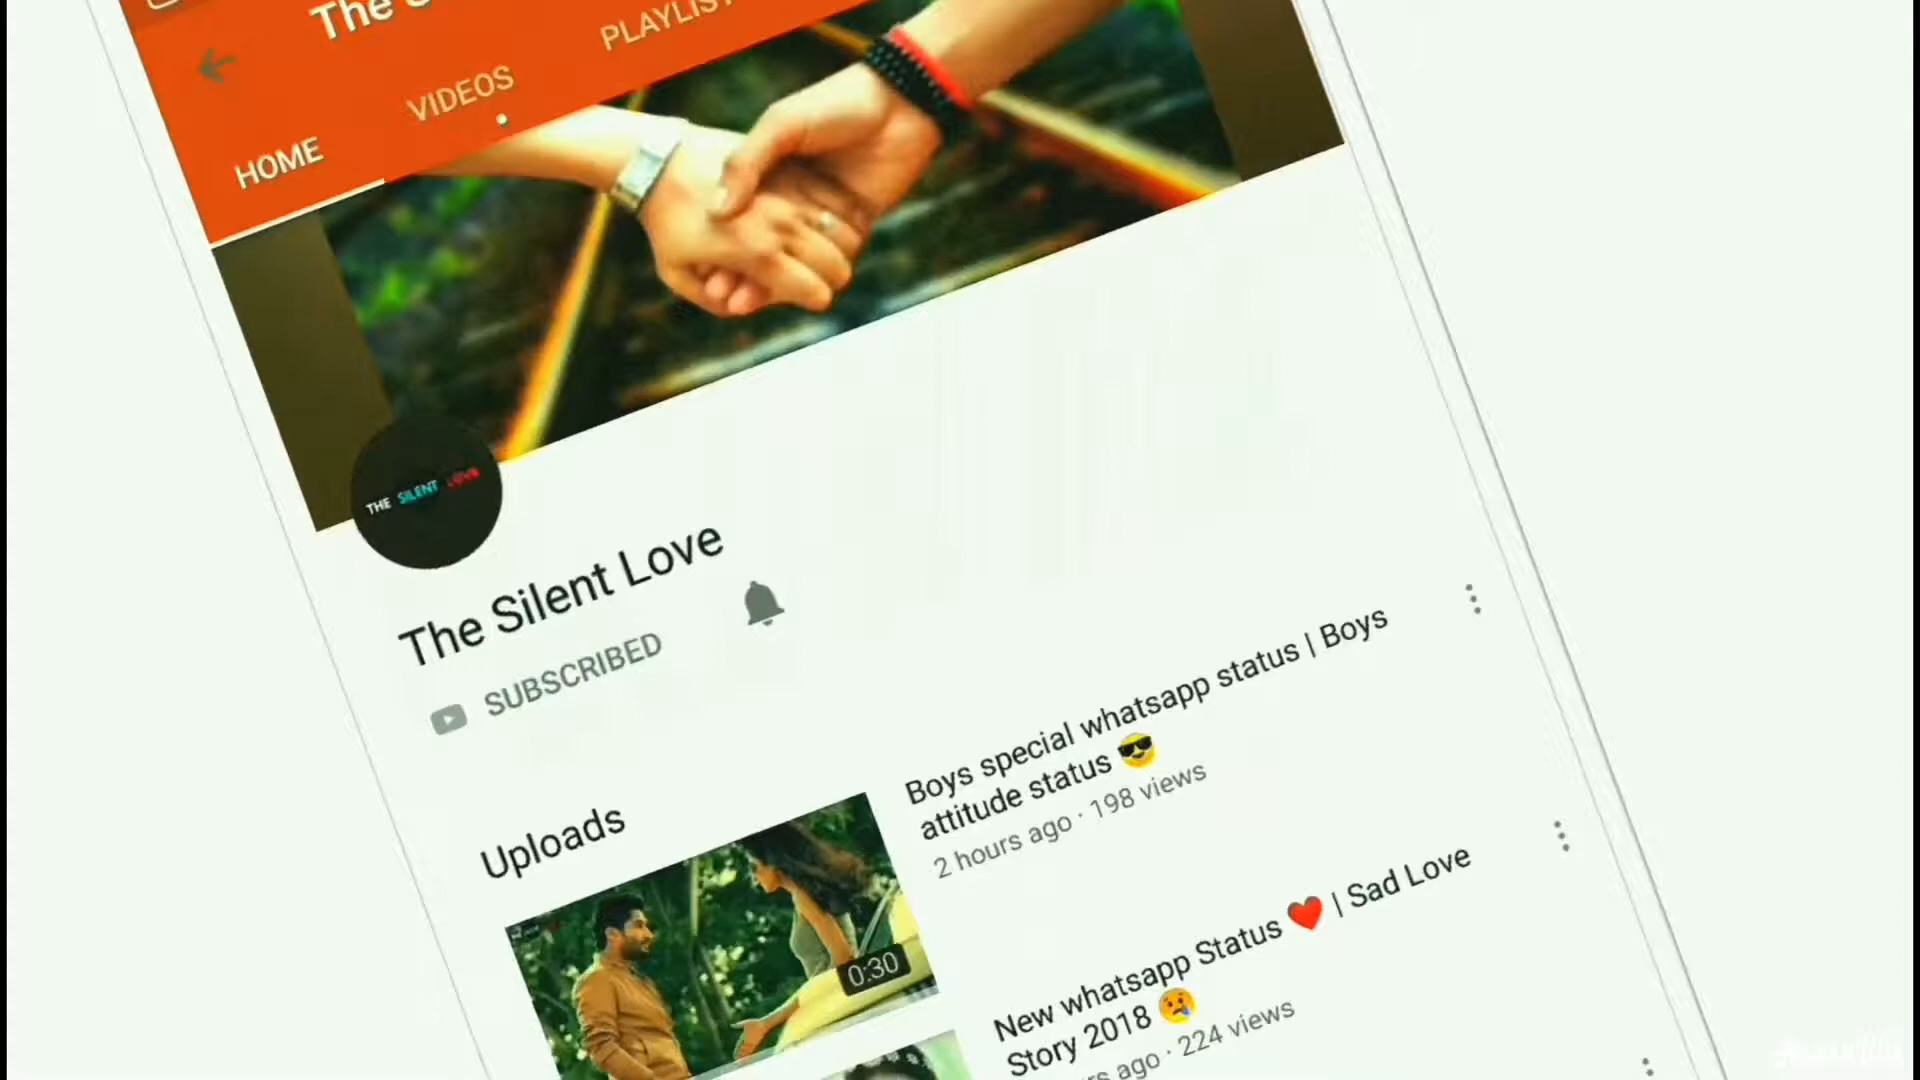 The S
HOME
VIDEOS
PLAYLIST
THE SILENT LOVE
The Silent Love
SUBSCRIBED
Uploads
0:30
Boys special whatsapp status | Boys
attitude status 😎
2 hours ago · 198 views
New whatsapp Status ❤️ | Sad Love
Story 2018 😢
ago · 224 views